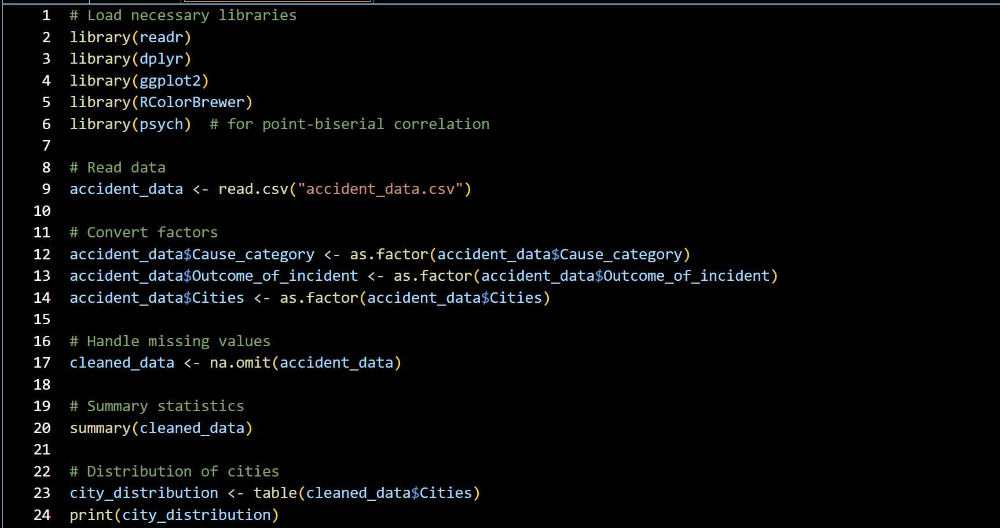 1 # Load necessary libraries
2 library(readr)
3 library(dplyr)
4 library(ggplot2)
5 library(RColorBrewer)
6 library(psych)  # for point-biserial correlation
7
8 # Read data
9 accident_data <- read.csv("accident_data.csv")
10
11 # Convert factors
12 accident_data$Cause_category <- as.factor(accident_data$Cause_category)
13 accident_data$Outcome_of_incident <- as.factor(accident_data$Outcome_of_incident)
14 accident_data$Cities <- as.factor(accident_data$Cities)
15
16 # Handle missing values
17 cleaned_data <- na.omit(accident_data)
18
19 # Summary statistics
20 summary(cleaned_data)
21
22 # Distribution of cities
23 city_distribution <- table(cleaned_data$Cities)
24 print(city_distribution)